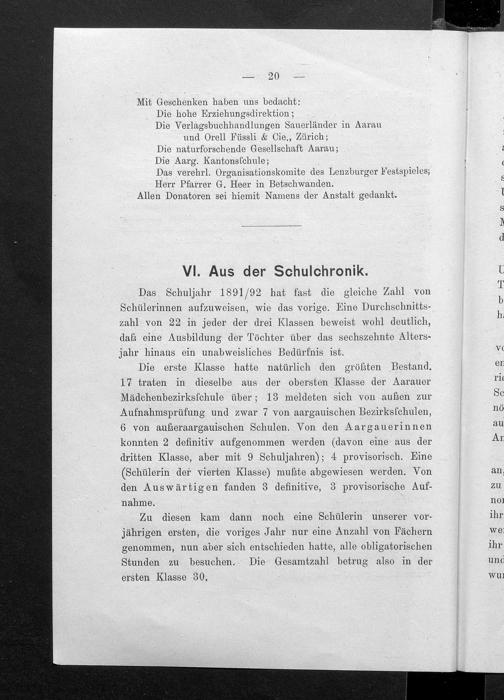 — 20 —
Mit Geschenken haben uns bedacht:
Die hohe Erziehungsdirektion;
Die Verlagsbuchhandlungen Sauerländer in Aarau
und Orell Füssli & Cie., Zürich;
Die naturforschende Gesellschaft Aarau;
Die Aarg. Kantonsſchule;
Das verehrl. Organisationskomite des Lenzburger Festspieles;
Herr Pfarrer G. Heer in Betschwanden.
Allen Donatoren sei hiemit Namens der Anstalt gedankt.
VI. Aus der Schulchronik.
Das Schuljahr 1891/92 hat fast die gleiche Zahl von
Schülerinnen aufzuweisen, wie das vorige. Eine Durchschnitts-
zahl von 22 in jeder der drei Klassen beweist wohl deutlich,
daß eine Ausbildung der Töchter über das sechszehnte Alters-
jahr hinaus ein unabweisliches Bedürfnis ist.
Die erste Klasse hatte natürlich den größten Bestand.
17 traten in dieselbe aus der obersten Klasse der Aarauer
Mädchenbezirksſchule über; 13 meldeten sich von außen zur
Aufnahmsprüfung und zwar 7 von aargauischen Bezirksſchulen,
6 von außeraargauischen Schulen. Von den Aargauerinnen
konnten 2 definitiv aufgenommen werden (davon eine aus der
dritten Klasse, aber mit 9 Schuljahren); 4 provisorisch. Eine
(Schülerin der vierten Klasse) mußte abgewiesen werden. Von
den Auswärtigen fanden 3 definitive, 3 provisorische Auf-
nahme.
Zu diesen kam dann noch eine Schülerin unserer vor-
jährigen ersten, die voriges Jahr nur eine Anzahl von Fächern
genommen, nun aber sich entschieden hatte, alle obligatorischen
Stunden zu besuchen. Die Gesamtzahl betrug also in der
ersten Klasse 30.